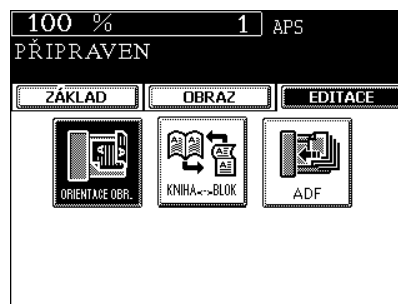 100 % 1 APS
PŘIPRAVEN
ZÁKLAD OBRAZ EDITACE
ORIENTACE OBR. KNIHA<->BLOK ADF